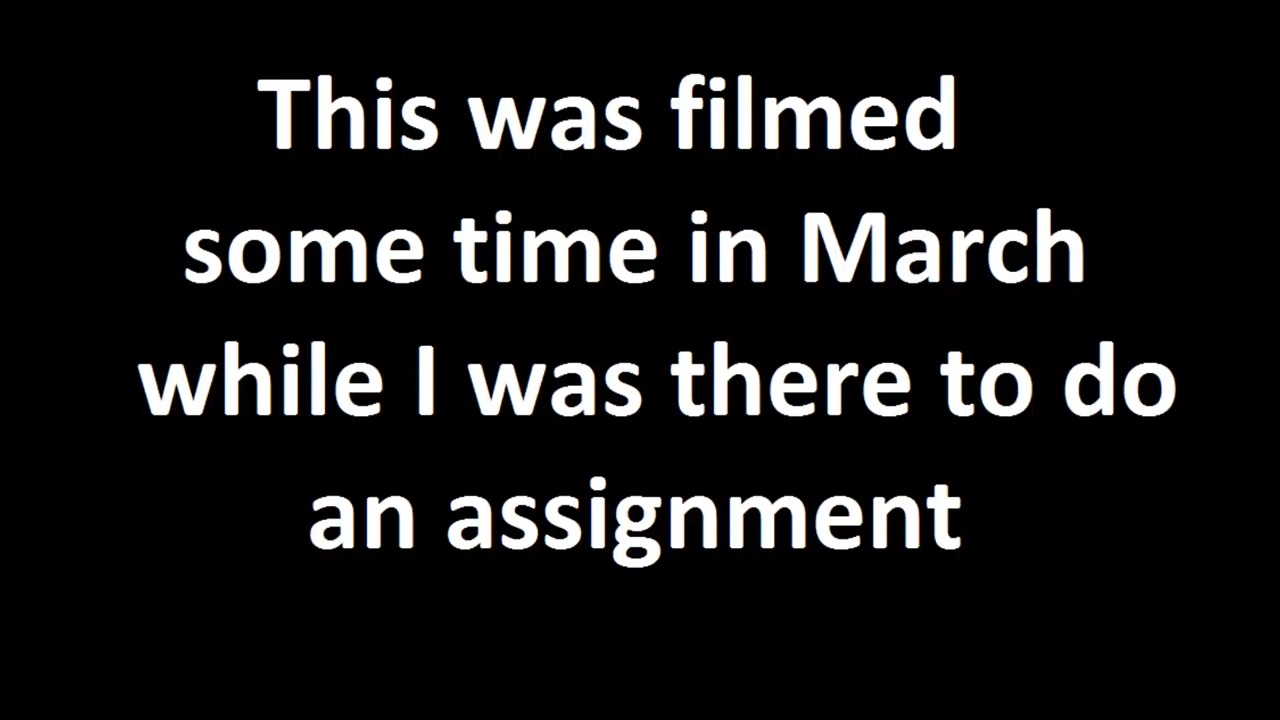 This was filmed
some time in March
while I was there to do
an assignment